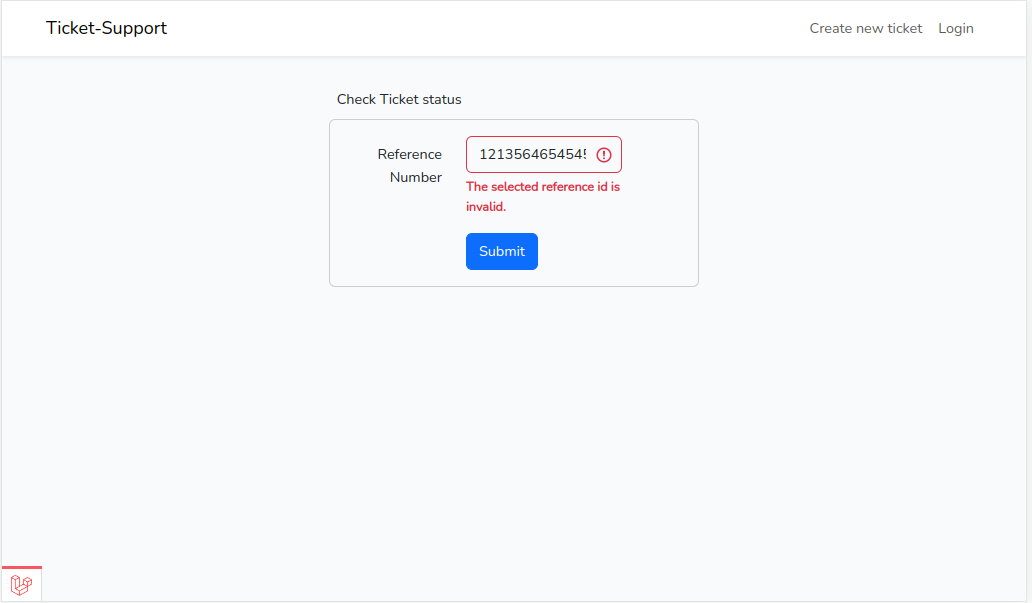 Ticket-Support
Create new ticket
Login
Check Ticket status
Reference
Number
121356465454
The selected reference id is
invalid.
Submit